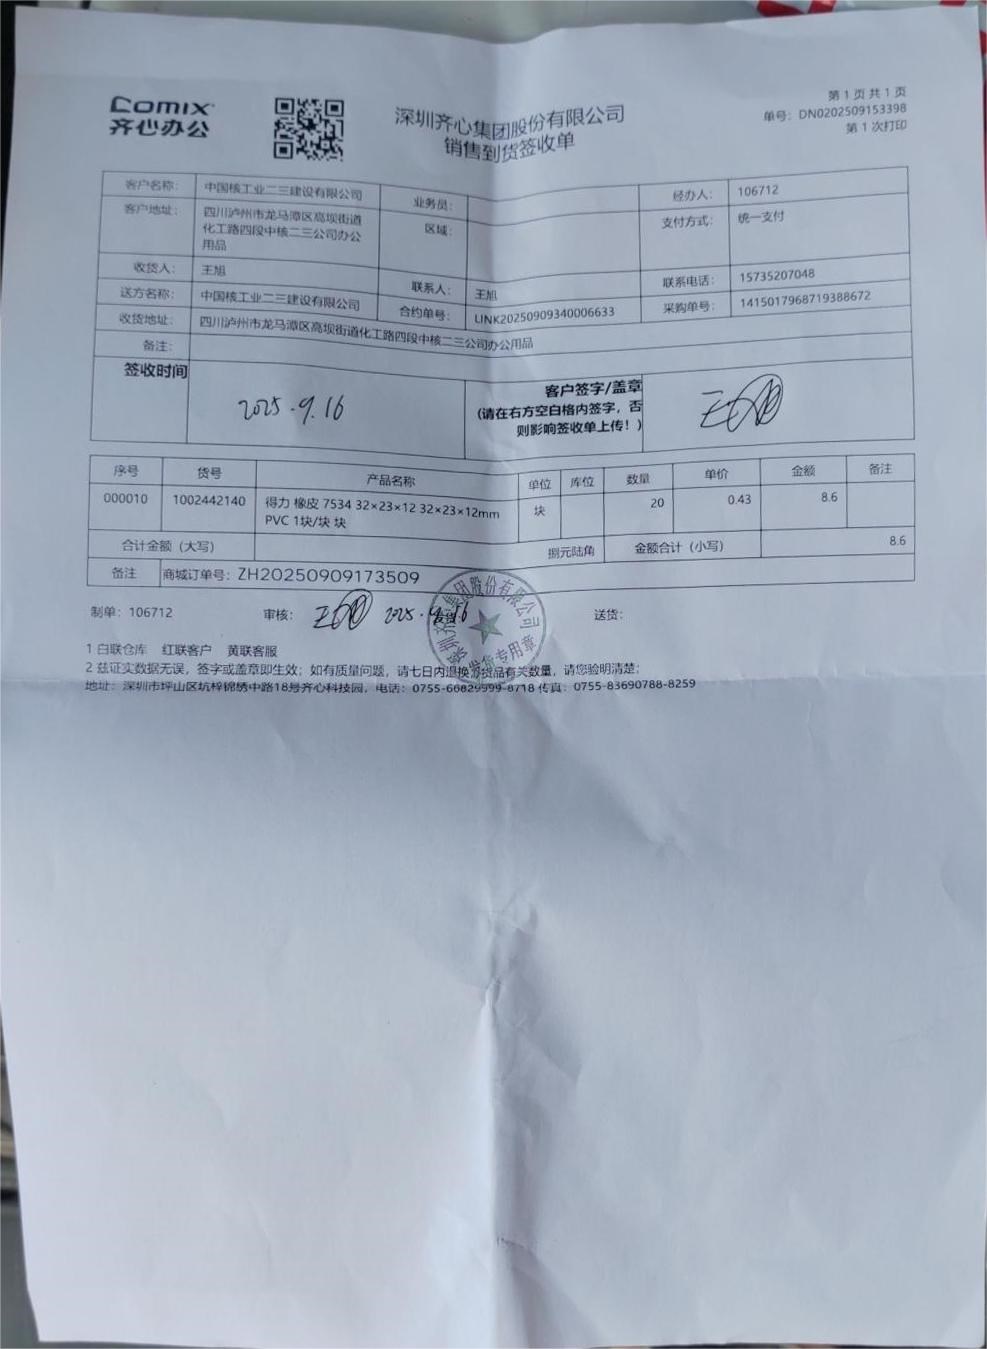 COMIX
齐心办公
深圳齐心集团股份有限公司
销售到货签收单
第 1 页 共 1 页
单号：DN0202509153398
第 1 次打印
客户名称： 中国核工业二三建设有限公司 业务员： 经办人： 106712
客户地址： 四川泸州市龙马潭区高坝街道 区域： 支付方式： 统一支付
化工路四段中核二三公司办公
用品
收货人： 王旭 联系人： 王旭 联系电话： 15735207048
送方名称： 中国核工业二三建设有限公司 合约单号： LINK20250909340006633 采购单号： 1415017968719388672
收货地址： 四川泸州市龙马潭区高坝街道化工路四段中核二三公司办公用品
备注：
签收时间 2025.9.16 客户签字/盖章
(请在右方空白格内签字，否
则影响签收单上传！)
序号 货号 产品名称 单位 库位 数量 单价 金额 备注
000010 1002442140 得力 橡皮 7534 32×23×12 32×23×12mm 块 20 0.43 8.6
PVC 1块/块 块
合计金额（大写） 捌元陆角 金额合计（小写） 8.6
备注 商城订单号：ZH20250909173509
制单：106712 审核： 2025.9.16 送货：
1 白联仓库 红联客户 黄联客服
2 兹证实数据无误，签字或盖章即生效；如有质量问题，请七日内退换货品有关数量，请您验明清楚；
地址：深圳市坪山区坑梓锦绣中路18号齐心科技园，电话：0755-66829999-8718 传真：0755-83690788-8259